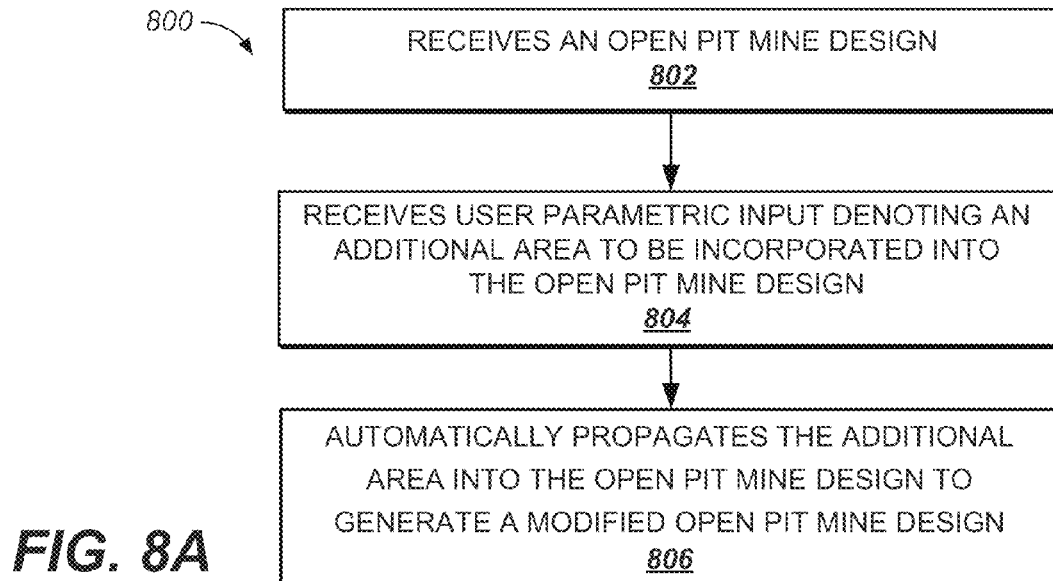 800
RECEIVES AN OPEN PIT MINE DESIGN
802
RECEIVES USER PARAMETRIC INPUT DENOTING AN
ADDITIONAL AREA TO BE INCORPORATED INTO
THE OPEN PIT MINE DESIGN
804
AUTOMATICALLY PROPAGATES THE ADDITIONAL
AREA INTO THE OPEN PIT MINE DESIGN TO
GENERATE A MODIFIED OPEN PIT MINE DESIGN
806
FIG. 8A